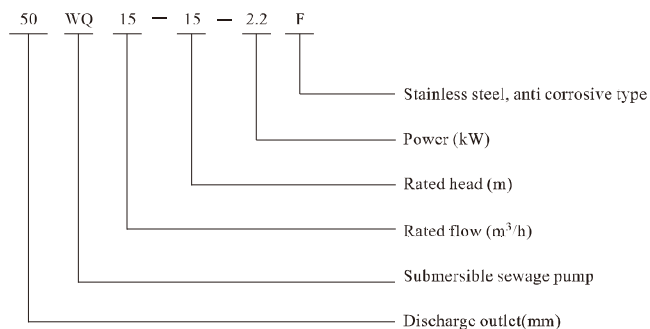 50 WQ 15 — 15 — 2.2 F
Stainless steel, anti corrosive type
Power (kW)
Rated head (m)
Rated flow (m³/h)
Submersible sewage pump
Discharge outlet(mm)